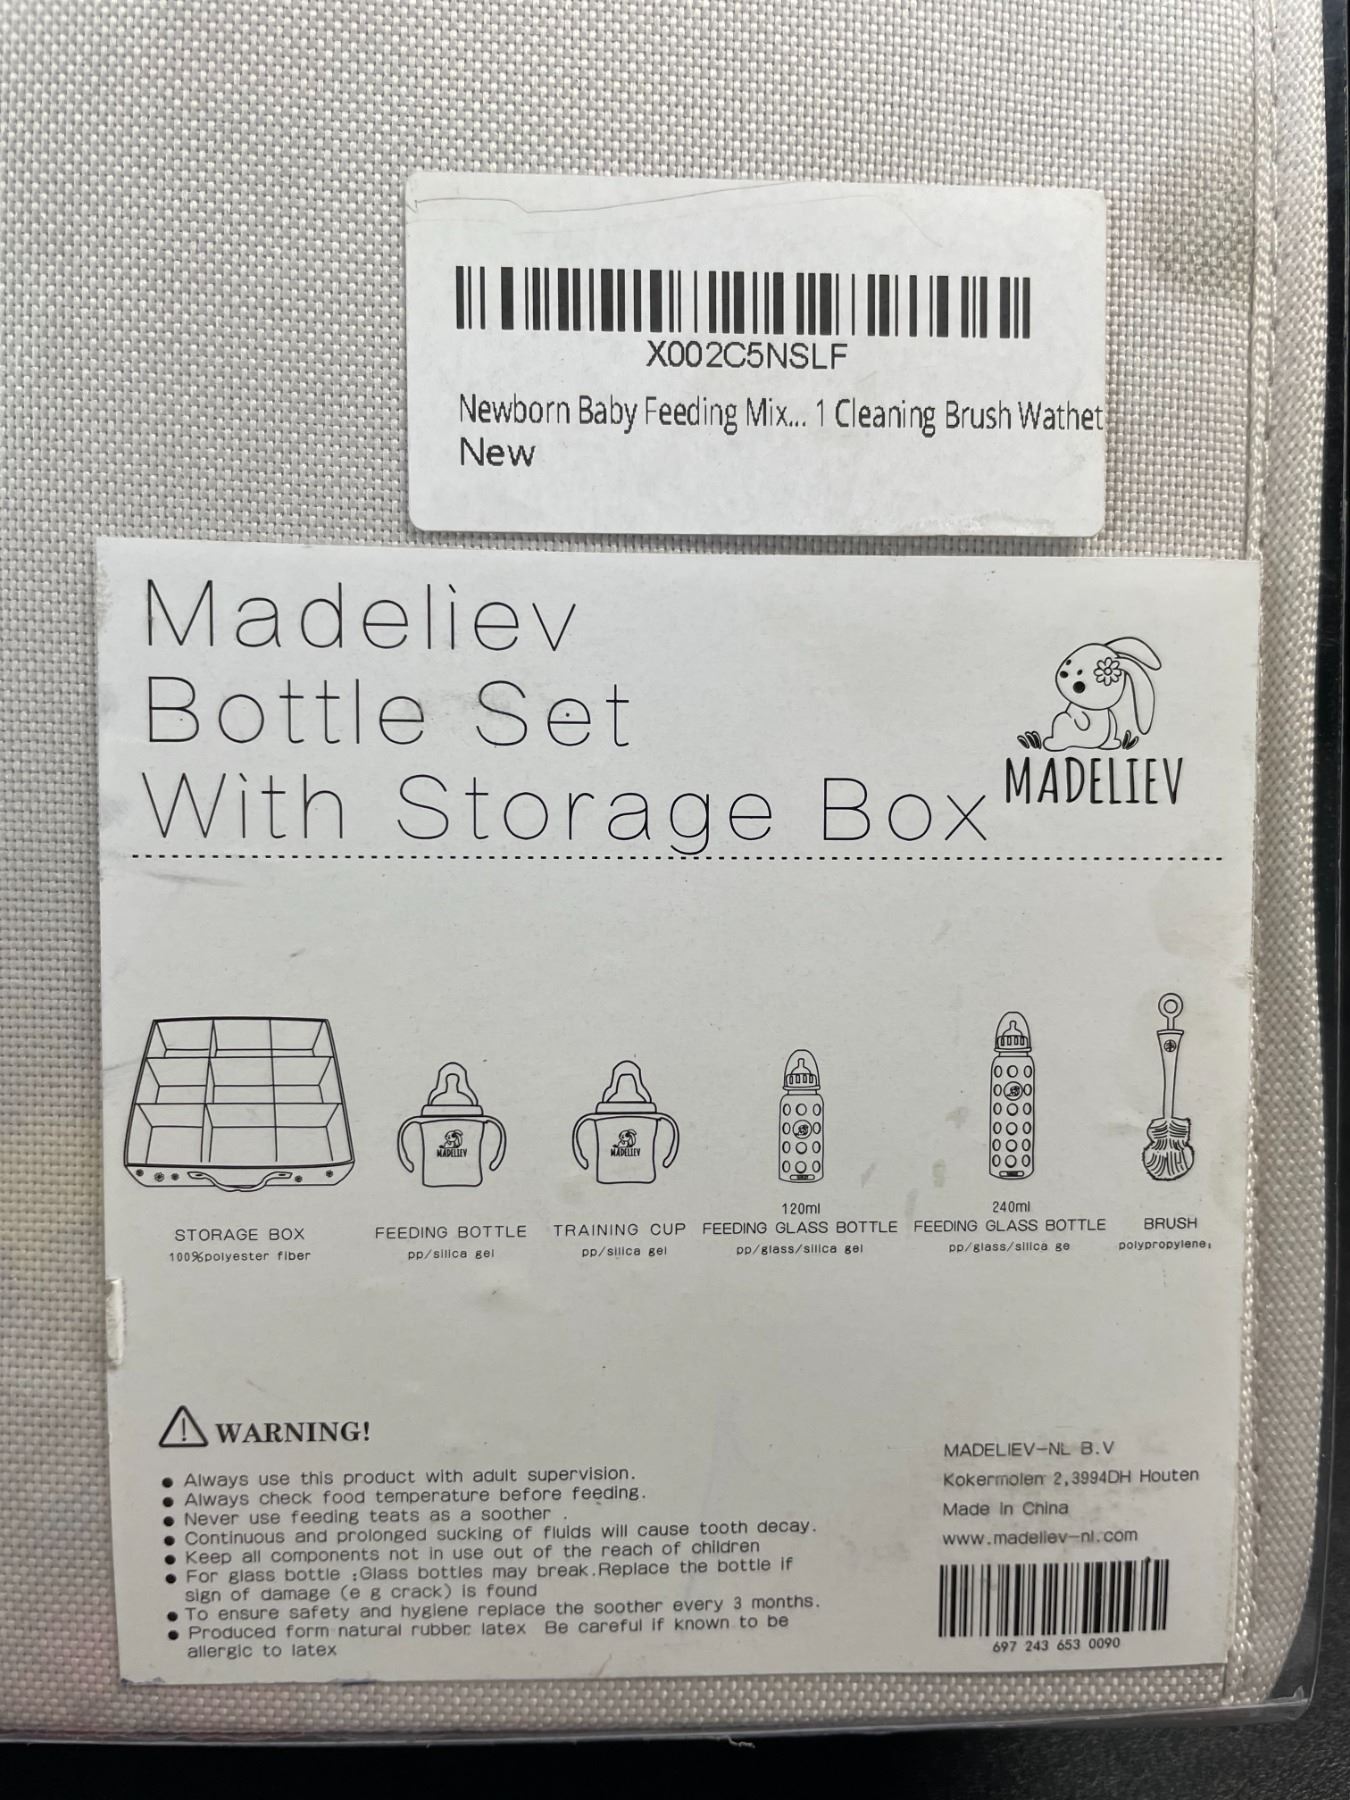 X002C5NSLF
Newborn Baby Feeding Mix... 1 Cleaning Brush Wathet
New
Madeliev
Bottle Set
With Storage Box
MADELIEV
MADELIEV
MADELIEV
120ml
240ml
STORAGE BOX
100%polyester fiber
FEEDING BOTTLE
pp/silica gel
TRAINING CUP
pp/silica gel
FEEDING GLASS BOTTLE
pp/glass/silica gel
FEEDING GLASS BOTTLE
pp/glass/silica ge
BRUSH
polypropylene,
WARNING!
● Always use this product with adult supervision.
● Always check food temperature before feeding.
● Never use feeding teats as a soother .
● Continuous and prolonged sucking of fluids will cause tooth decay.
● Keep all components not in use out of the reach of children
● For glass bottle :Glass bottles may break.Replace the bottle if
sign of damage (e g crack) is found
● To ensure safety and hygiene replace the soother every 3 months.
● Produced form natural rubber latex Be careful if known to be
allergic to latex
MADELIEV-NL B.V
Kokermolen 2,3994DH Houten
Made in China
www.madeliev-nl.com
697 243 653 0090